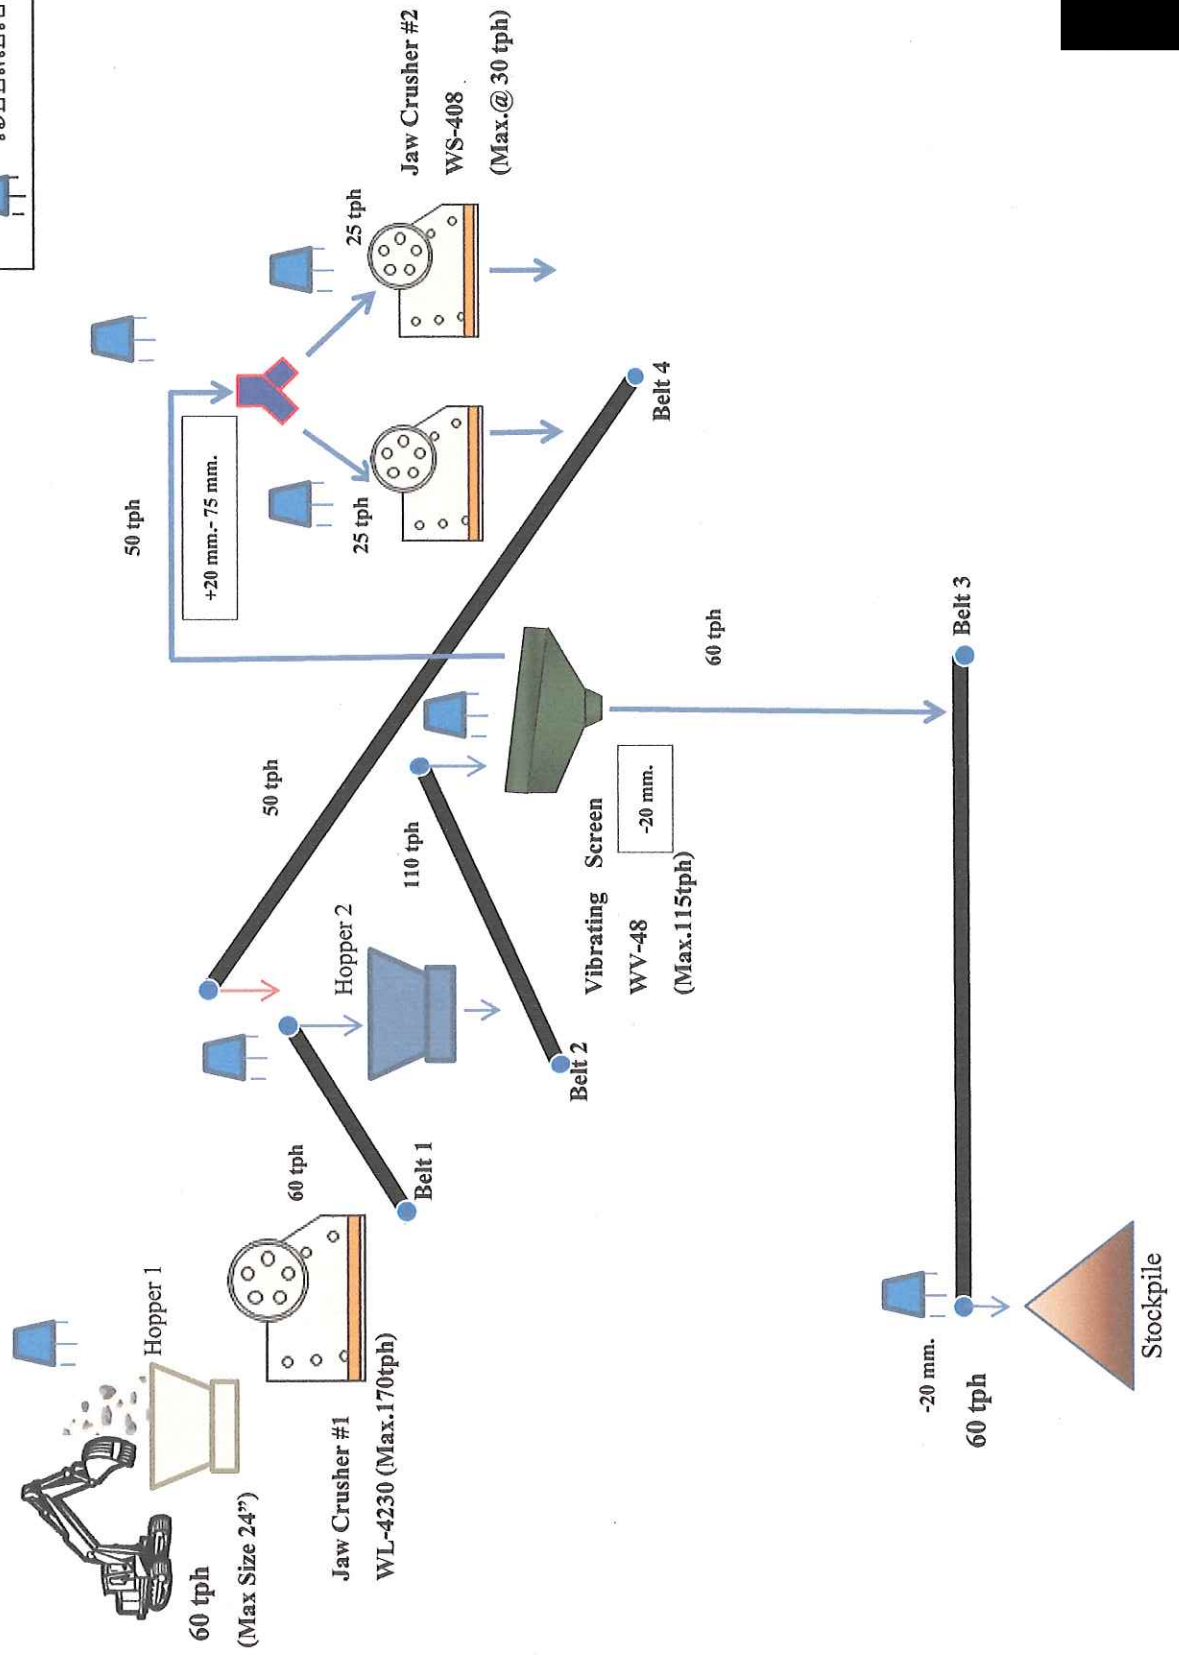 60 tph
(Max Size 24”)
Hopper 1
Jaw Crusher #1
WL-4230 (Max.170tph)
60 tph
Belt 1
Hopper 2
Belt 2
50 tph
110 tph
Vibrating Screen
WV-48
(Max.115tph)
-20 mm.
60 tph
50 tph
+20 mm.- 75 mm.
25 tph
25 tph
Jaw Crusher #2
WS-408
(Max.@ 30 tph)
Belt 4
Belt 3
-20 mm.
60 tph
Stockpile